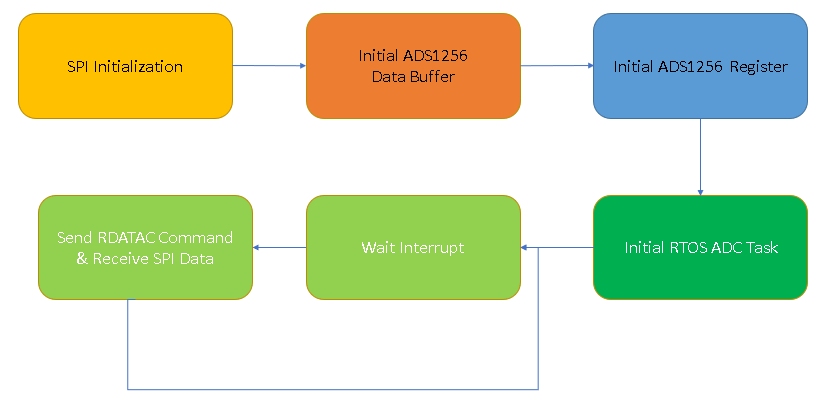 SPI Initialization
Initial ADS1256
Data Buffer
Initial ADS1256 Register
Send RDATAC Command
& Receive SPI Data
Wait Interrupt
Initial RTOS ADC Task